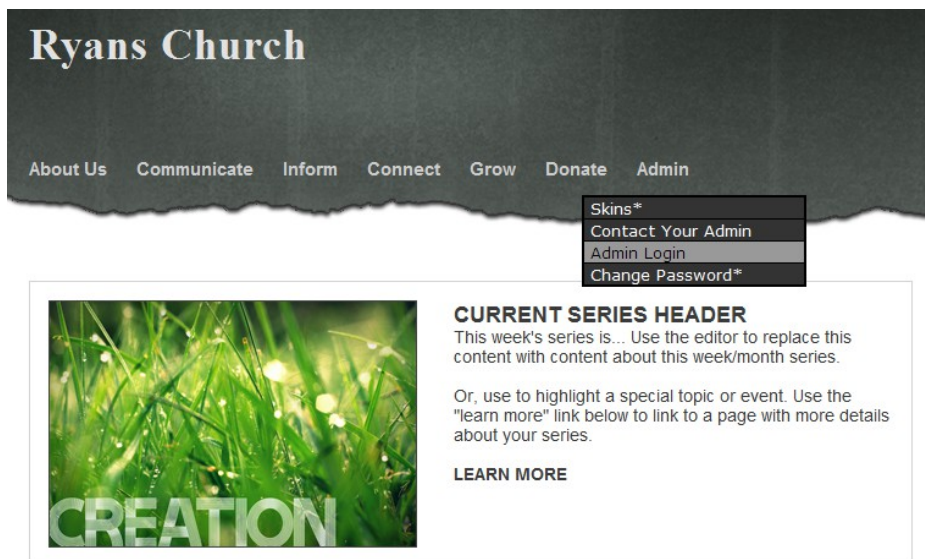 Ryans Church
About Us Communicate Inform Connect Grow Donate Admin
Skins*
Contact Your Admin
Admin Login
Change Password*
CREATION
CURRENT SERIES HEADER
This week's series is... Use the editor to replace this
content with content about this week/month series.
Or, use to highlight a special topic or event. Use the
"learn more" link below to link to a page with more details
about your series.
LEARN MORE